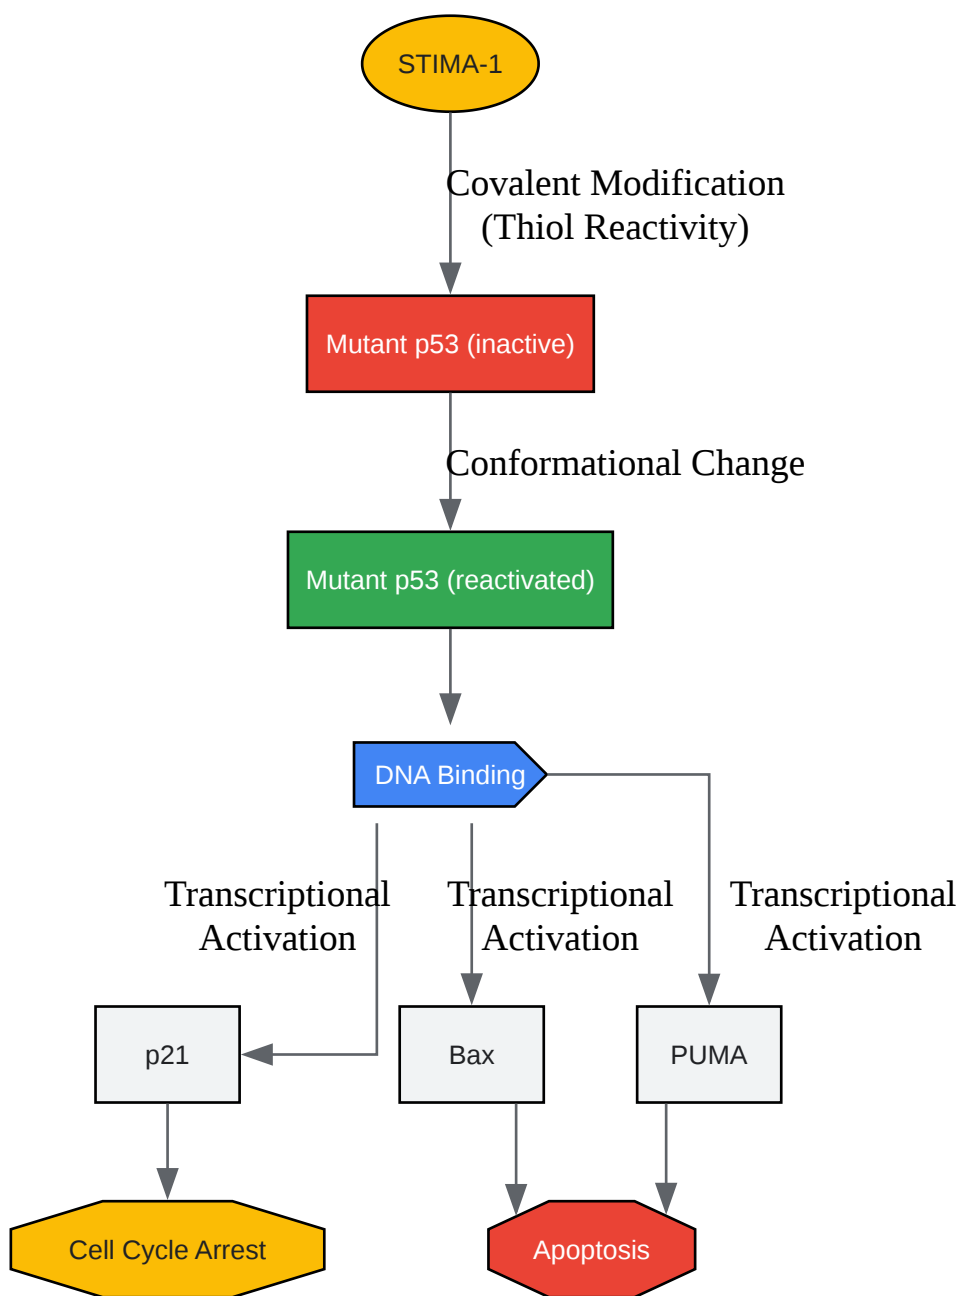 STIMA-1
Covalent Modification
(Thiol Reactivity)
Mutant p53 (inactive)
Conformational Change
Mutant p53 (reactivated)
DNA Binding
Transcriptional
Activation
Transcriptional
Activation
Transcriptional
Activation
p21
Bax
PUMA
Cell Cycle Arrest
Apoptosis